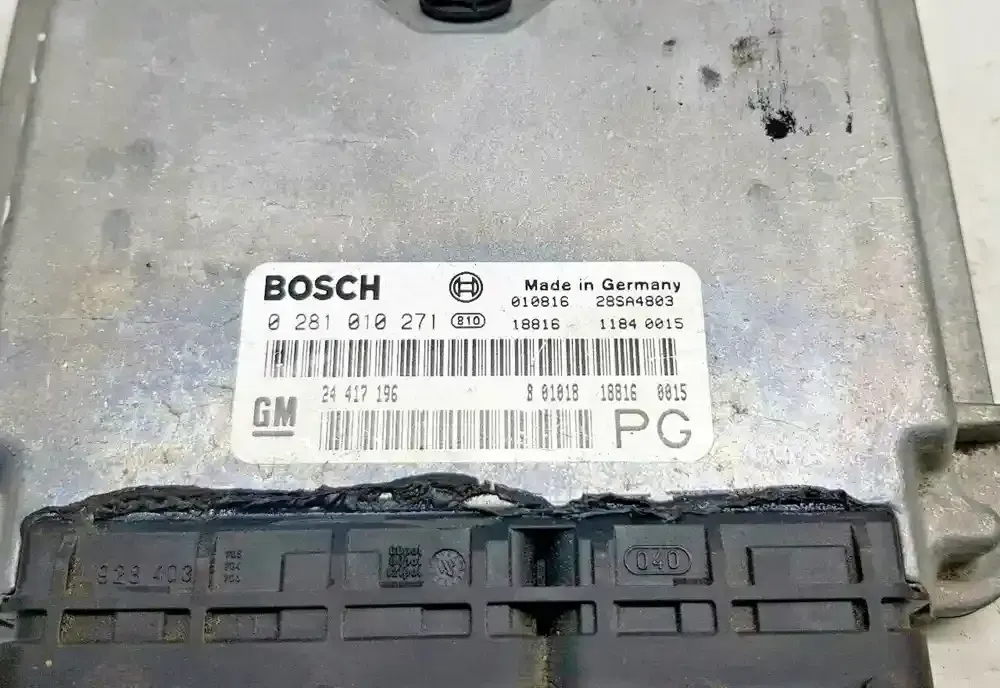 BOSCH Made in Germany
010816 28SA4803
0 281 010 271 810 18816 1184 0015
24 417 196 8 01018 18816 0015
GM PG
928 403 040